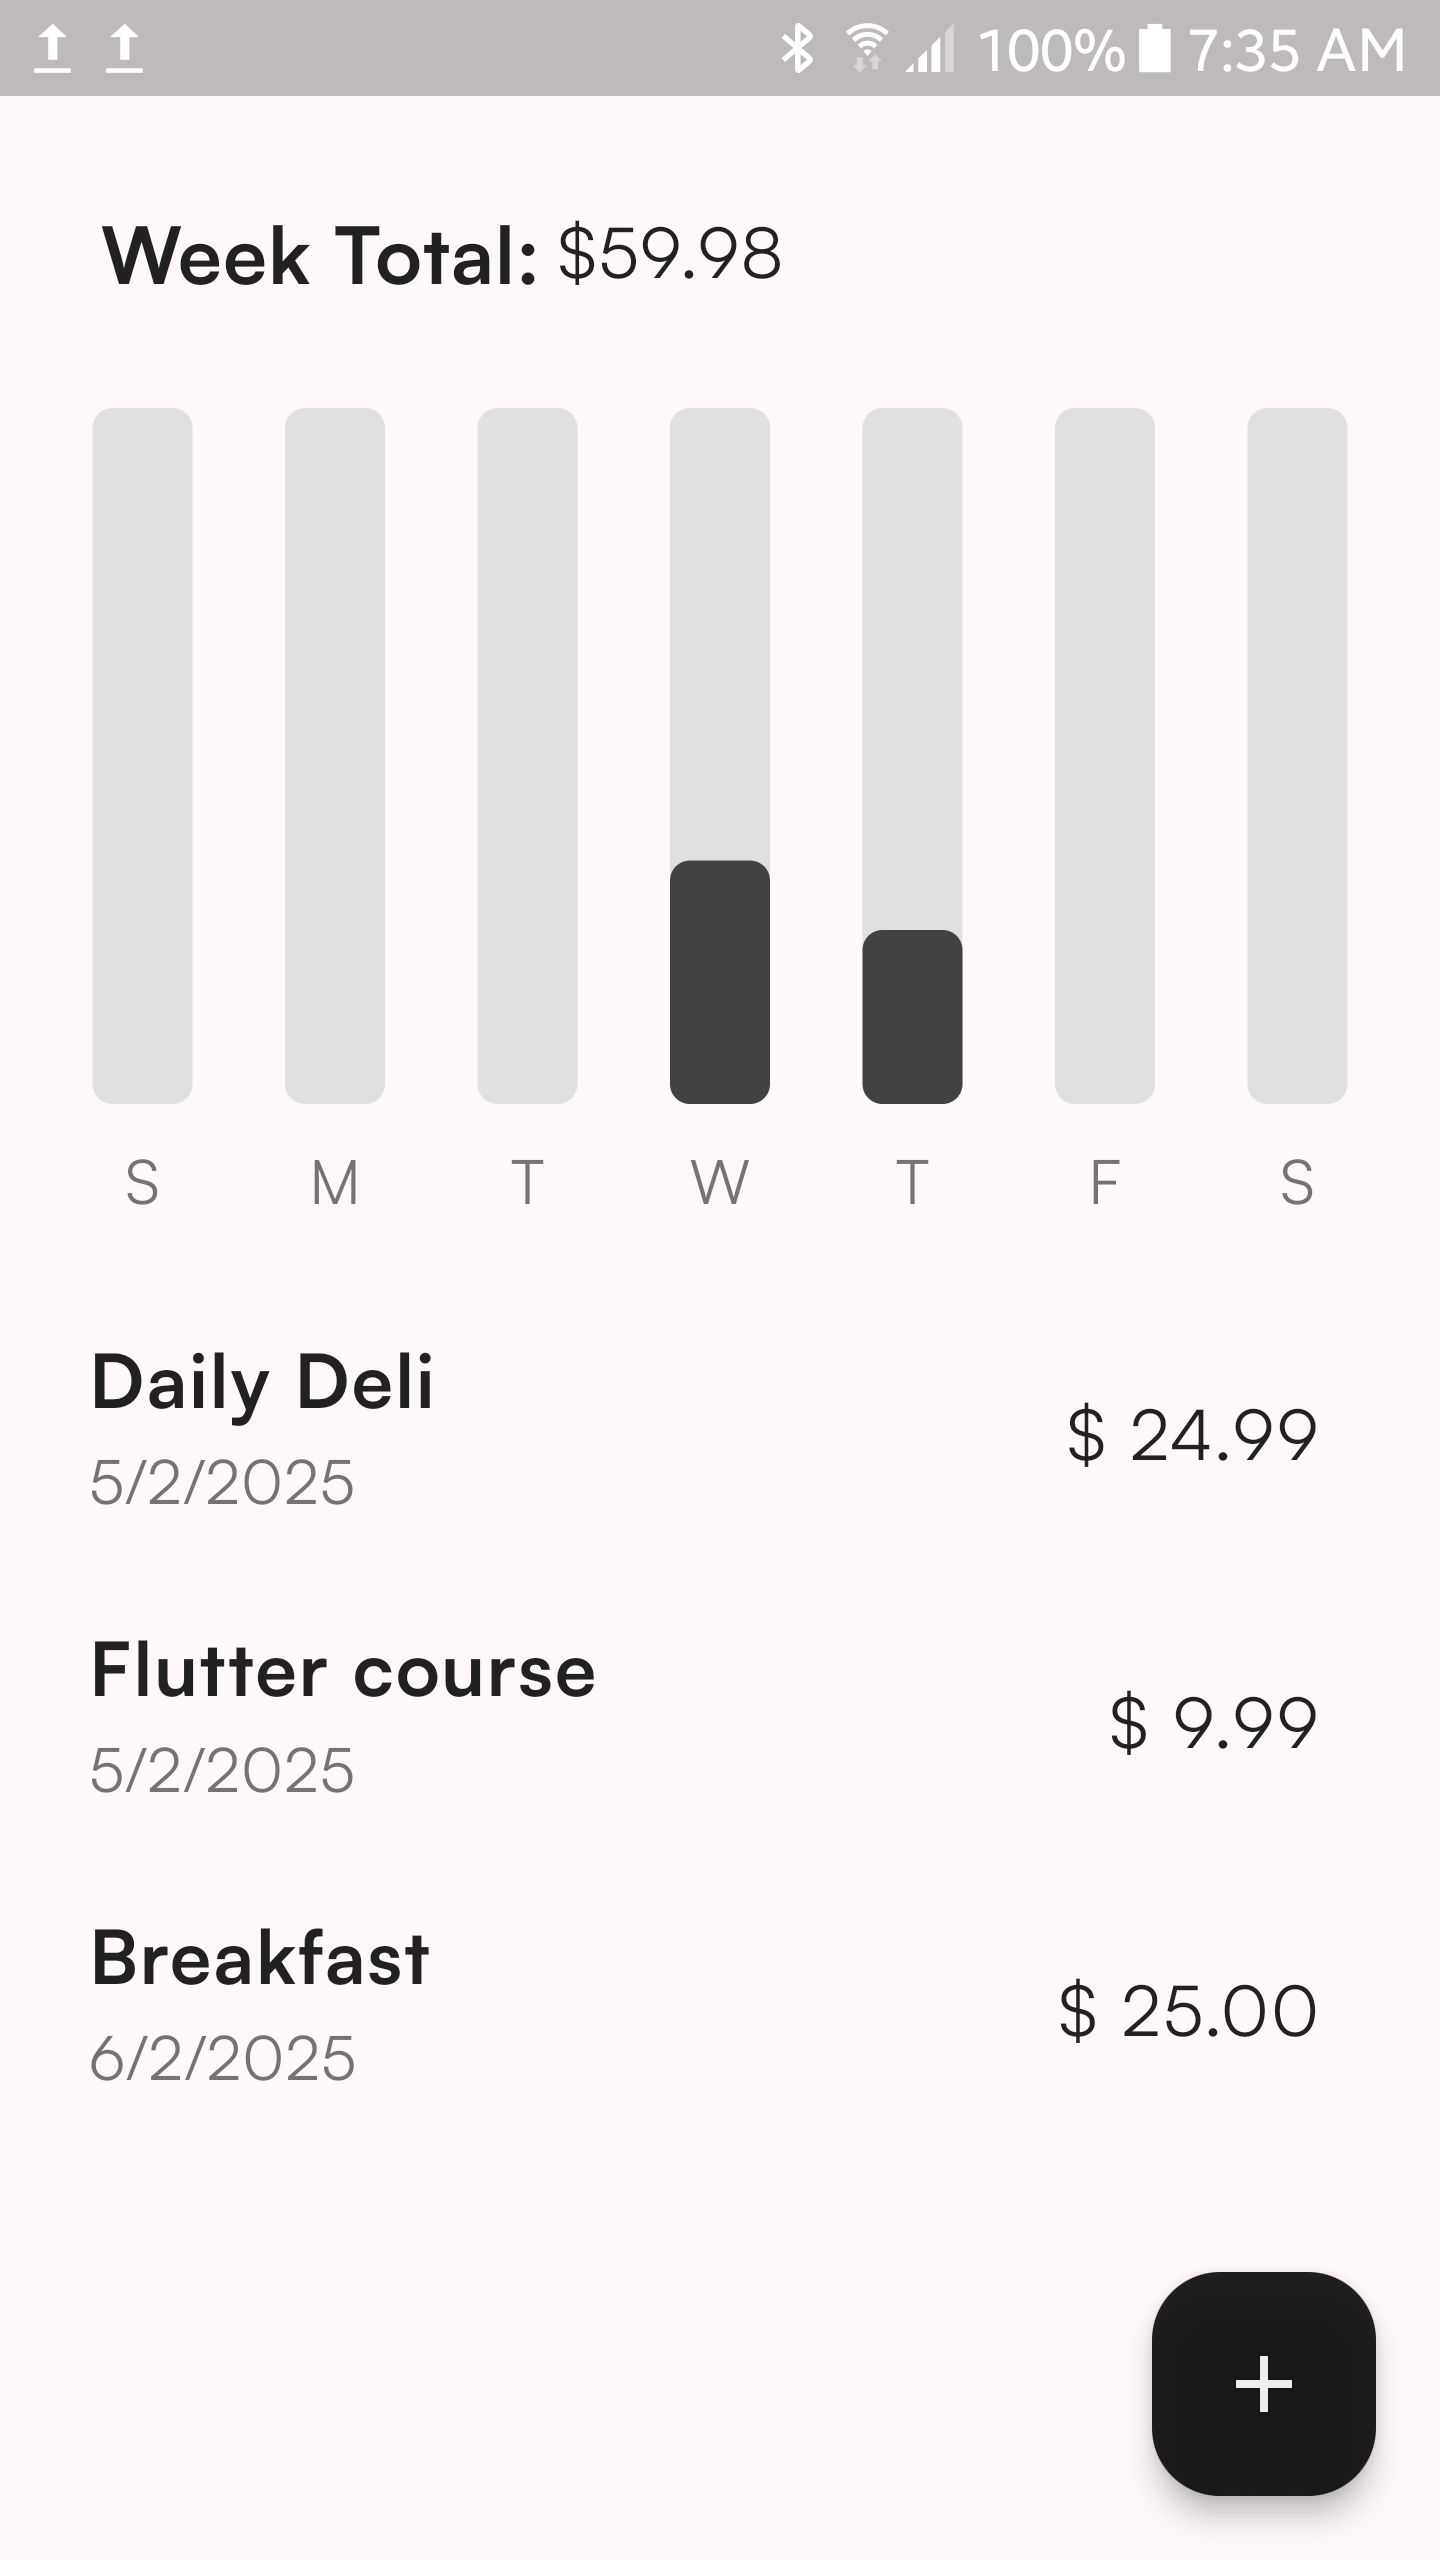 100% 7:35 AM
Week Total: $59.98
S M T W T F S
Daily Deli
5/2/2025
$ 24.99
Flutter course
5/2/2025
$ 9.99
Breakfast
6/2/2025
$ 25.00
+